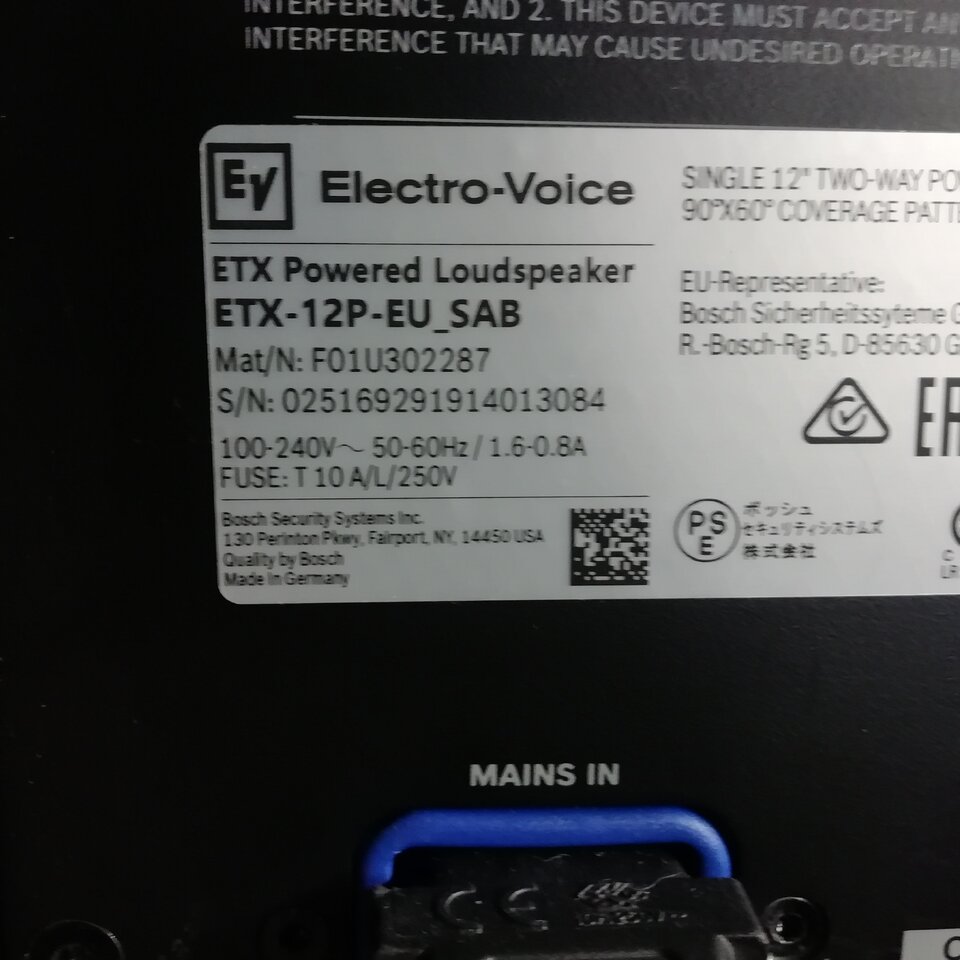 INTERFERENCE, AND 2. THIS DEVICE MUST ACCEPT
INTERFERENCE THAT MAY CAUSE UNDESIRED
EV
Electro-Voice
ETX Powered Loudspeaker
ETX-12P-EU_SAB
Mat/N: F01U302287
S/N: 025169291914013084
100-240V～ 50-60Hz / 1.6-0.8A
FUSE: T 10 A/L/250V
Bosch Security Systems Inc.
130 Perinton Pkwy, Fairport, NY, 14450 USA
Quality by Bosch
Made in Germany
SINGLE 12" TWO-WAY
90°X60° COVERAGE
EU-Representative:
Bosch Sicherheitssyteme
R.-Bosch-Rg 5, D-85630
PS
E
ボッシュ
セキュリティシステムズ
株式会社
MAINS IN
CE